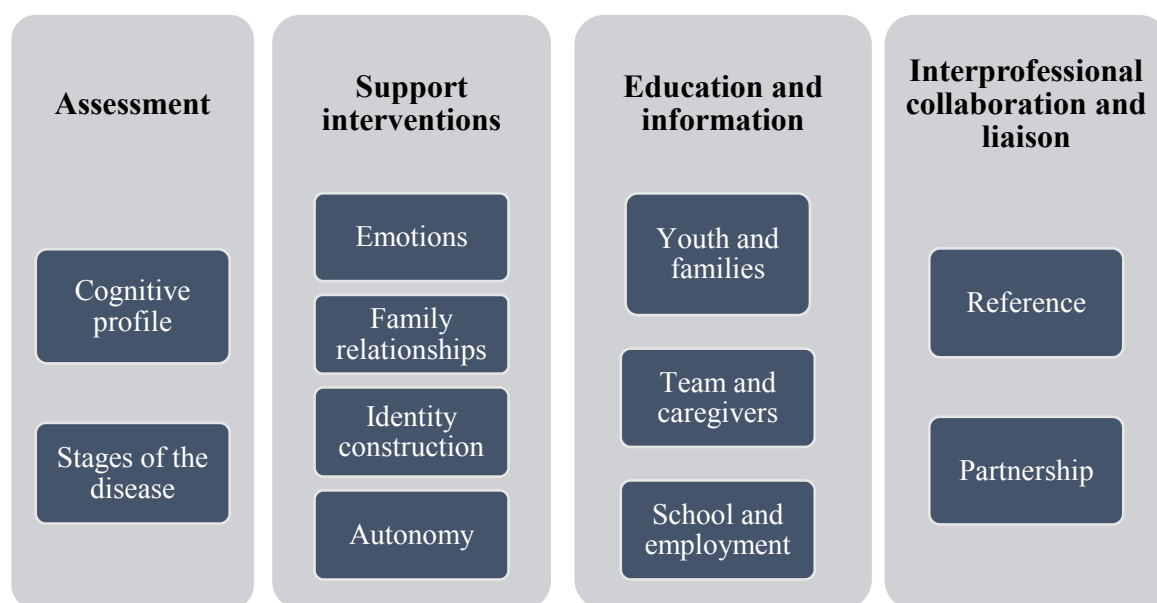 Assessment
Cognitive
profile
Stages of the
disease
Support
interventions
Emotions
Family
relationships
Identity
construction
Autonomy
Education and
information
Youth and
families
Team and
caregivers
School and
employment
Interprofessional
collaboration and
liaison
Reference
Partnership